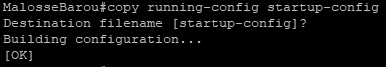 MalosseBarou#copy running-config startup-config
Destination filename [startup-config]?
Building configuration...
[OK]